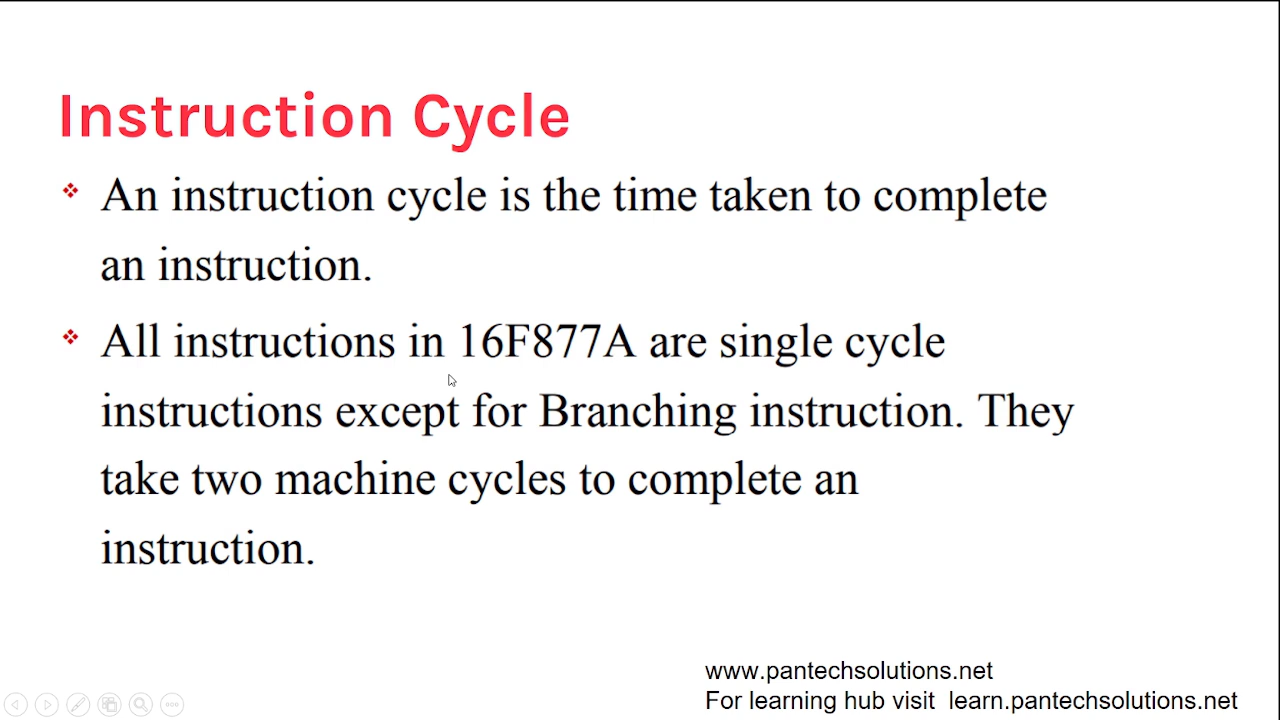 Instruction Cycle
An instruction cycle is the time taken to complete
an instruction.
All instructions in 16F877A are single cycle
instructions except for Branching instruction. They
take two machine cycles to complete an
instruction.
www.pantechsolutions.net
For learning hub visit learn.pantechsolutions.net